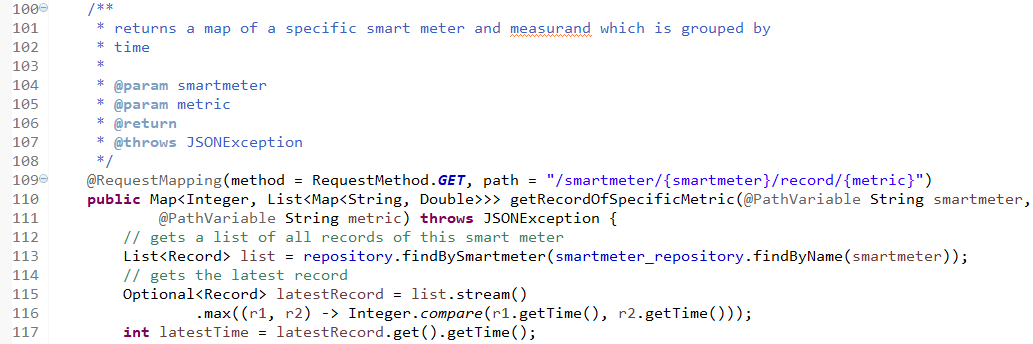 100 /**
101 * returns a map of a specific smart meter and measurand which is grouped by
102 * time
103 *
104 * @param smartmeter
105 * @param metric
106 * @return
107 * @throws JSONException
108 */
109 @RequestMapping(method = RequestMethod.GET, path = "/smartmeter/{smartmeter}/record/{metric}")
110 public Map<Integer, List<Map<String, Double>>> getRecordOfSpecificMetric(@PathVariable String smartmeter,
111 @PathVariable String metric) throws JSONException {
112 // gets a list of all records of this smart meter
113 List<Record> list = repository.findBySmartmeter(smartmeter_repository.findByName(smartmeter));
114 // gets the latest record
115 Optional<Record> latestRecord = list.stream()
116 .max((r1, r2) -> Integer.compare(r1.getTime(), r2.getTime()));
117 int latestTime = latestRecord.get().getTime();